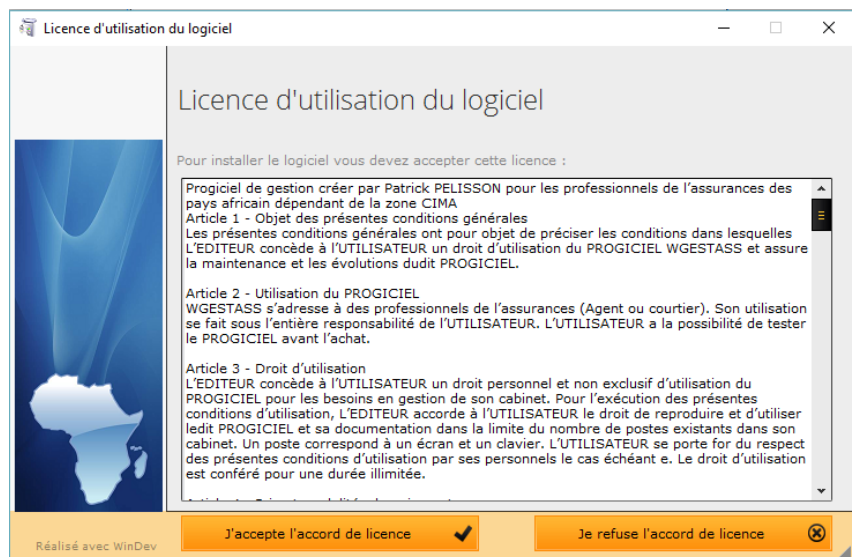 Licence d'utilisation du logiciel
Licence d'utilisation du logiciel
Pour installer le logiciel vous devez accepter cette licence :
Progiciel de gestion créer par Patrick PELISSON pour les professionnels de l'assurances des
pays africain dépendant de la zone CIMA
Article 1 - Objet des présentes conditions générales
Les présentes conditions générales ont pour objet de préciser les conditions dans lesquelles
L'EDITEUR concède à l'UTILISATEUR un droit d'utilisation du PROGICIEL WGESTASS et assure
la maintenance et les évolutions dudit PROGICIEL.
Article 2 - Utilisation du PROGICIEL
WGESTASS s'adresse à des professionnels de l'assurances (Agent ou courtier). Son utilisation
se fait sous l'entière responsabilité de l'UTILISATEUR. L'UTILISATEUR a la possibilité de tester
le PROGICIEL avant l'achat.
Article 3 - Droit d'utilisation
L'EDITEUR concède à l'UTILISATEUR un droit personnel et non exclusif d'utilisation du
PROGICIEL pour les besoins en gestion de son cabinet. Pour l'exécution des présentes
conditions d'utilisation, L'EDITEUR accorde à l'UTILISATEUR le droit de reproduire et d'utiliser
ledit PROGICIEL et sa documentation dans la limite du nombre de postes existants dans son
cabinet. Un poste correspond à un écran et un clavier. L'UTILISATEUR se porte for du respect
des présentes conditions d'utilisation par ses personnels le cas échéant e. Le droit d'utilisation
est conféré pour une durée illimitée.
Réalisé avec WinDev
J'accepte l'accord de licence
Je refuse l'accord de licence